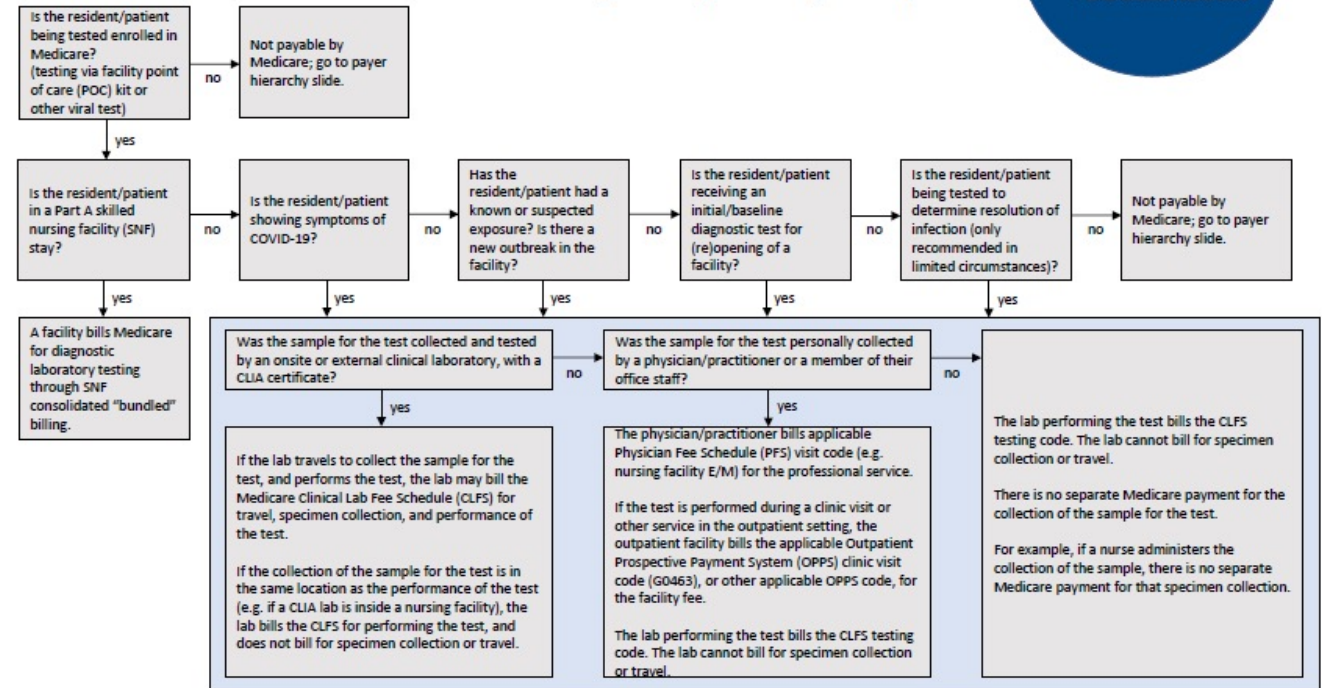 Is the resident/patient
being tested enrolled in
Medicare?
(testing via facility point
of care (POC) kit or
other viral test)
no
Not payable by
Medicare; go to payer
hierarchy slide.
yes
Is the resident/patient
in a Part A skilled
nursing facility (SNF)
stay?
no
Is the resident/patient
showing symptoms of
COVID-19?
no
Has the
resident/patient had a
known or suspected
exposure? Is there a
new outbreak in the
facility?
no
Is the resident/patient
receiving an
initial/baseline
diagnostic test for
(re)opening of a
facility?
no
Is the resident/patient
being tested to
determine resolution of
infection (only
recommended in
limited circumstances)?
no
Not payable by
Medicare; go to payer
hierarchy slide.
yes
yes
yes
yes
yes
A facility bills Medicare
for diagnostic
laboratory testing
through SNF
consolidated "bundled"
billing.
Was the sample for the test collected and tested
by an onsite or external clinical laboratory, with a
CLIA certificate?
no
Was the sample for the test personally collected
by a physician/practitioner or a member of their
office staff?
no
yes
yes
If the lab travels to collect the sample for the
test, and performs the test, the lab may bill the
Medicare Clinical Lab Fee Schedule (CLFS) for
travel, specimen collection, and performance of
the test.
If the collection of the sample for the test is in
the same location as the performance of the test
(e.g. if a CLIA lab is inside a nursing facility), the
lab bills the CLFS for performing the test, and
does not bill for specimen collection or travel.
The physician/practitioner bills applicable
Physician Fee Schedule (PFS) visit code (e.g.
nursing facility E/M) for the professional service.
If the test is performed during a clinic visit or
other service in the outpatient setting, the
outpatient facility bills the applicable Outpatient
Prospective Payment System (OPPS) clinic visit
code (G0463), or other applicable OPPS code, for
the facility fee.
The lab performing the test bills the CLFS testing
code. The lab cannot bill for specimen collection
or travel.
The lab performing the test bills the CLFS
testing code. The lab cannot bill for specimen
collection or travel.
There is no separate Medicare payment for the
collection of the sample for the test.
For example, if a nurse administers the
collection of the sample, there is no separate
Medicare payment for that specimen collection.